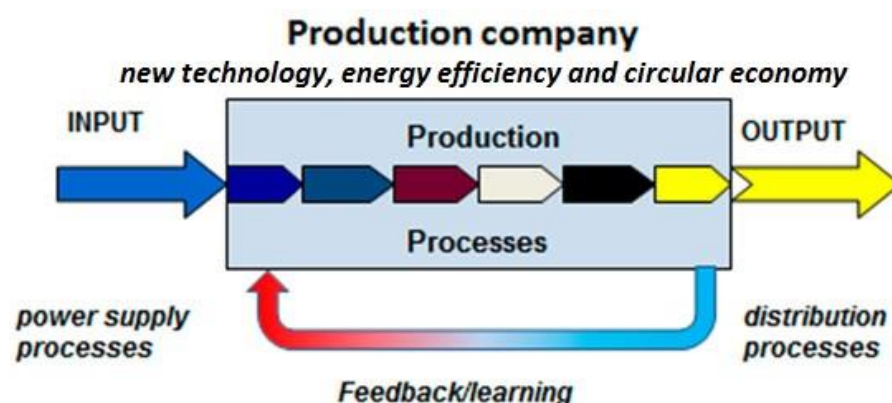 Production company
new technology, energy efficiency and circular economy
INPUT
Production
OUTPUT
Processes
power supply
processes
distribution
processes
Feedback/learning